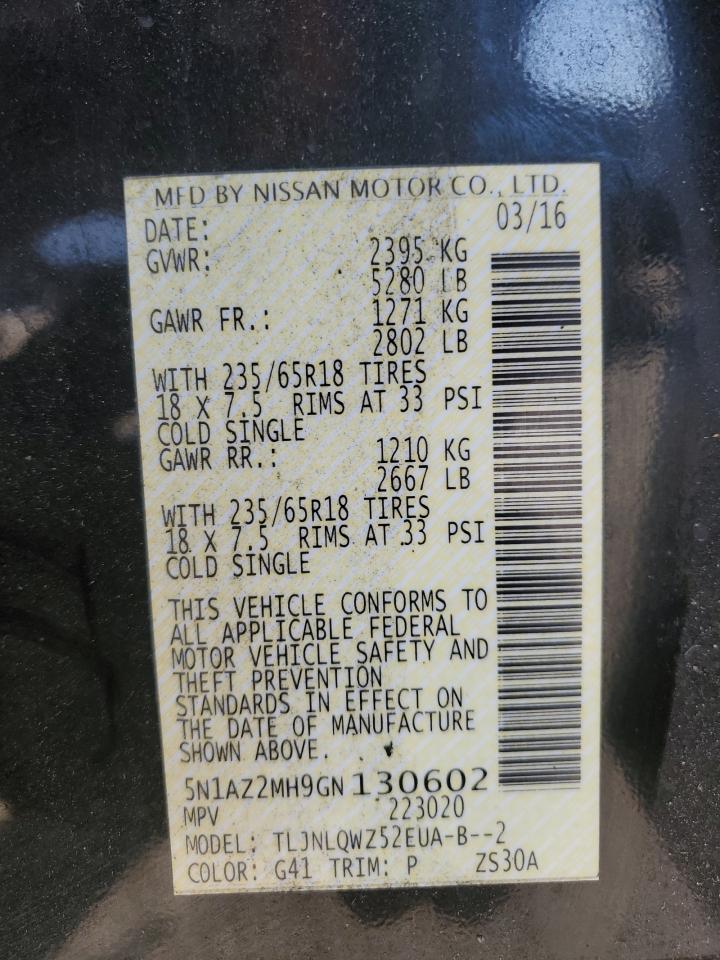 MFD BY NISSAN MOTOR CO., LTD.
DATE: 03/16
GVWR: 2395 KG
5280 LB
GAWR FR.: 1271 KG
2802 LB
WITH 235/65R18 TIRES
18 X 7.5 RIMS AT 33 PSI
COLD SINGLE
GAWR RR.: 1210 KG
2667 LB
WITH 235/65R18 TIRES
18 X 7.5 RIMS AT 33 PSI
COLD SINGLE
THIS VEHICLE CONFORMS TO
ALL APPLICABLE FEDERAL
MOTOR VEHICLE SAFETY AND
THEFT PREVENTION
STANDARDS IN EFFECT ON
THE DATE OF MANUFACTURE
SHOWN ABOVE.
5N1AZ2MH9GN130602
MPV 223020
MODEL: TLJNLQWZ52EUA-B--2
COLOR: G41 TRIM: P ZS30A